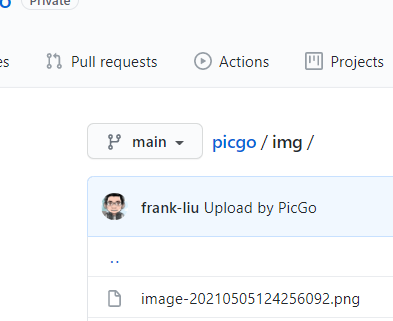 o Private
es Pull requests Actions Projects
main picgo / img /
frank-liu Upload by PicGo
..
image-20210505124256092.png